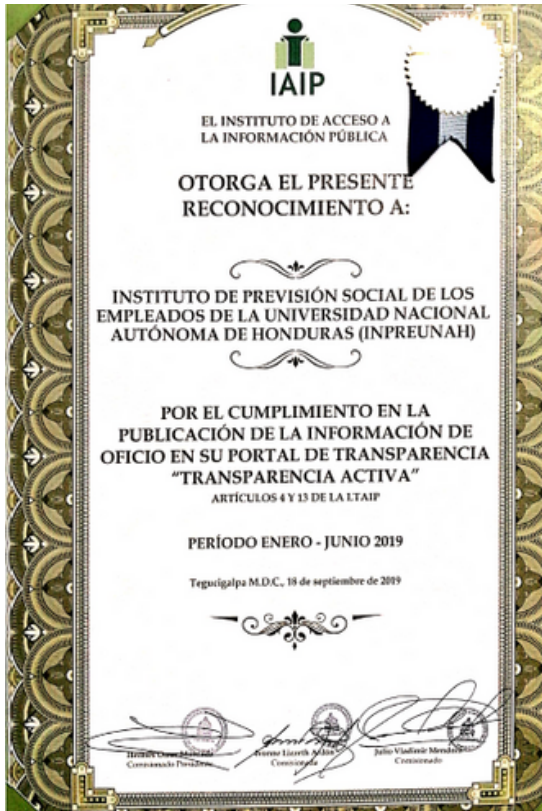 IAIP
EL INSTITUTO DE ACCESO A
LA INFORMACIÓN PÚBLICA
OTORGA EL PRESENTE
RECONOCIMIENTO A:
INSTITUTO DE PREVISIÓN SOCIAL DE LOS
EMPLEADOS DE LA UNIVERSIDAD NACIONAL
AUTÓNOMA DE HONDURAS (INPREUNAH)
POR EL CUMPLIMIENTO EN LA
PUBLICACIÓN DE LA INFORMACIÓN DE
OFICIO EN SU PORTAL DE TRANSPARENCIA
“TRANSPARENCIA ACTIVA”
ARTÍCULOS 4 Y 13 DE LA LTAIP
PERÍODO ENERO - JUNIO 2019
Tegucigalpa M.D.C., 18 de septiembre de 2019
Ivonne Lizeth Ardón
Julio Vladimir Mendoza
Comisionado Presidente
Comisionada
Comisionado